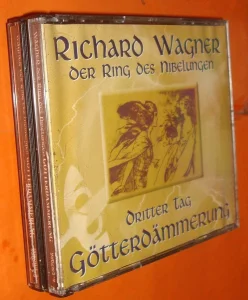 Richard Wagner
Der Ring des Nibelungen
Dritter Tag
Götterdämmerung